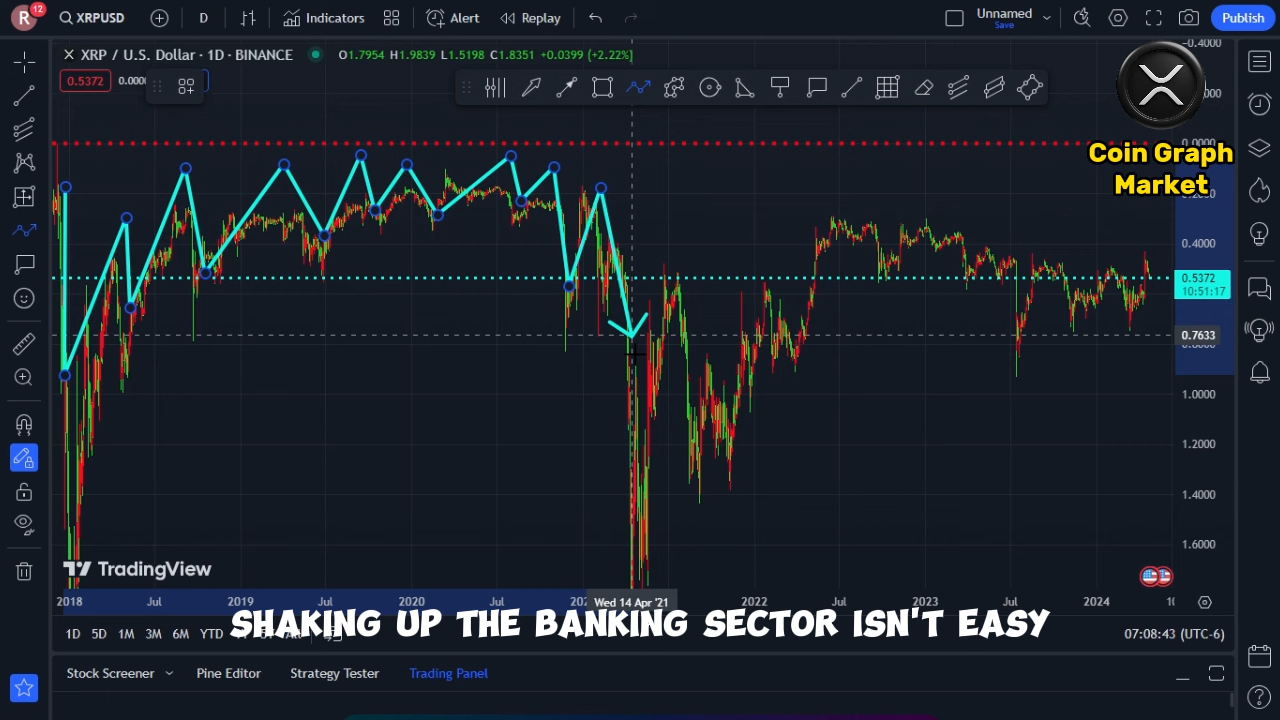 R
12
XRPUSD
D
Indicators
Alert
Replay
Unnamed
Save
Publish
XRP / U.S. Dollar · 1D · BINANCE
O1.7954 H1.9839 L1.5198 C1.8351 +0.0399 (+2.22%)
0.5372
Coin Graph
Market
0.4000
0.5372
10:51:17
0.7633
1.0000
1.2000
1.4000
1.6000
TradingView
2018
Jul
2019
Jul
2020
Jul
Wed 14 Apr '21
2022
Jul
2023
Jul
2024
SHAKING UP THE BANKING SECTOR ISN'T EASY
1D
5D
1M
3M
6M
YTD
07:08:43 (UTC-6)
Stock Screener
Pine Editor
Strategy Tester
Trading Panel